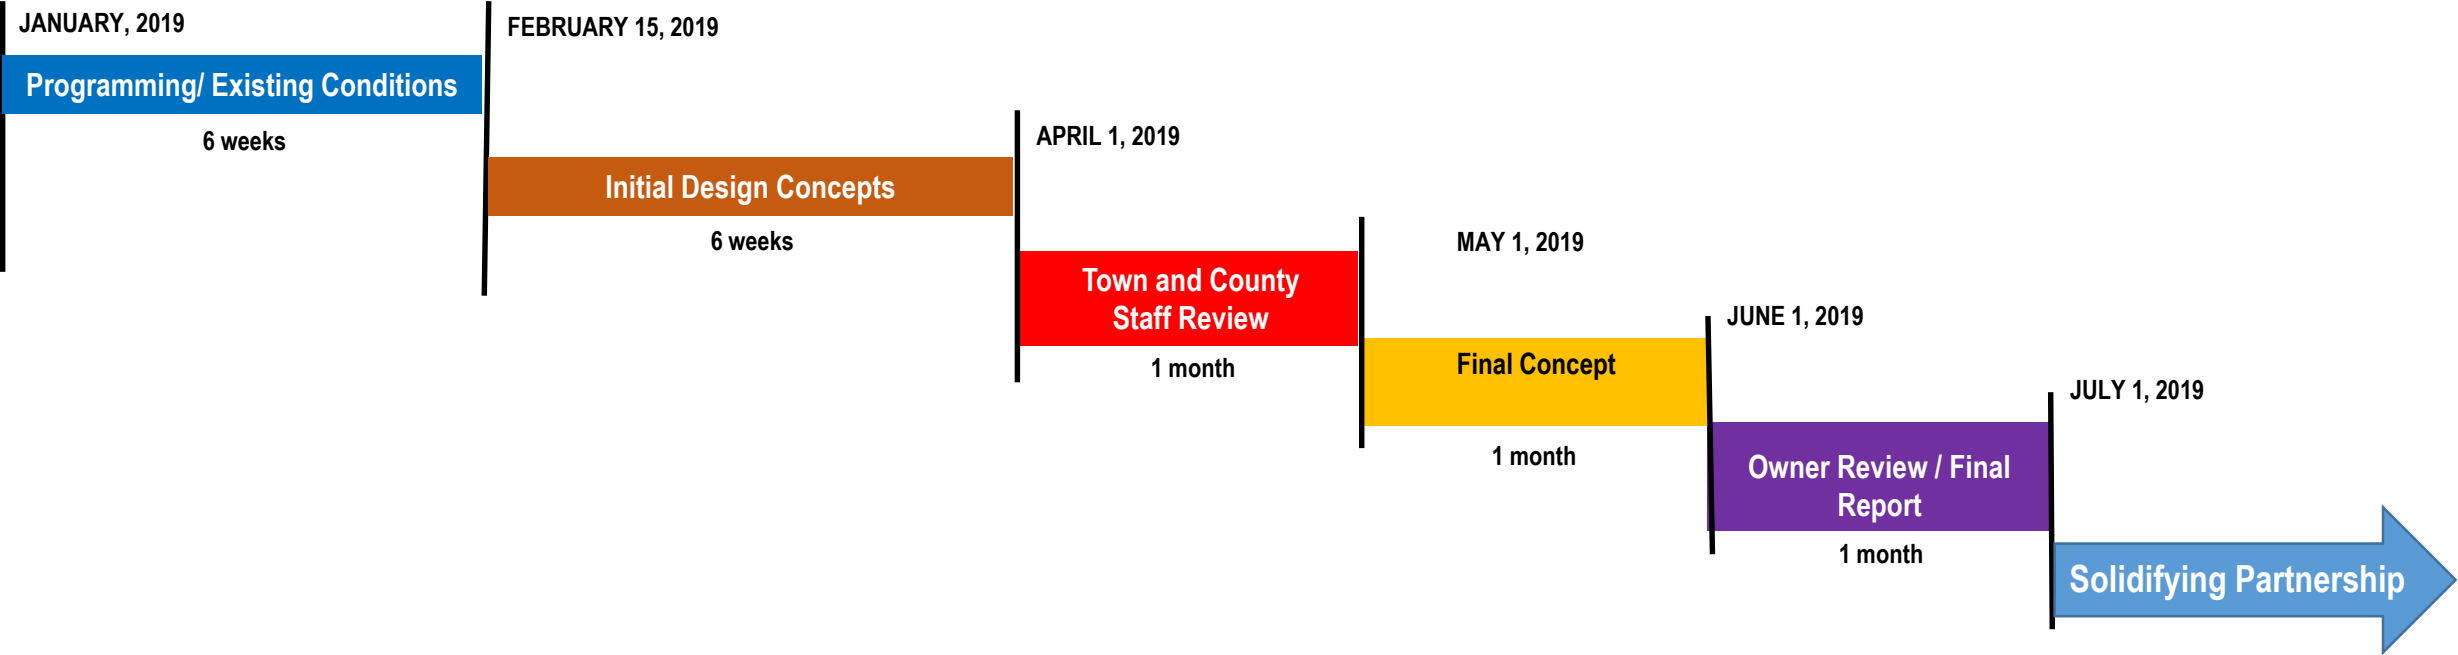 JANUARY, 2019
Programming/ Existing Conditions
6 weeks
FEBRUARY 15, 2019
Initial Design Concepts
6 weeks
APRIL 1, 2019
Town and County
Staff Review
1 month
MAY 1, 2019
Final Concept
1 month
JUNE 1, 2019
Owner Review / Final
Report
1 month
JULY 1, 2019
Solidifying Partnership